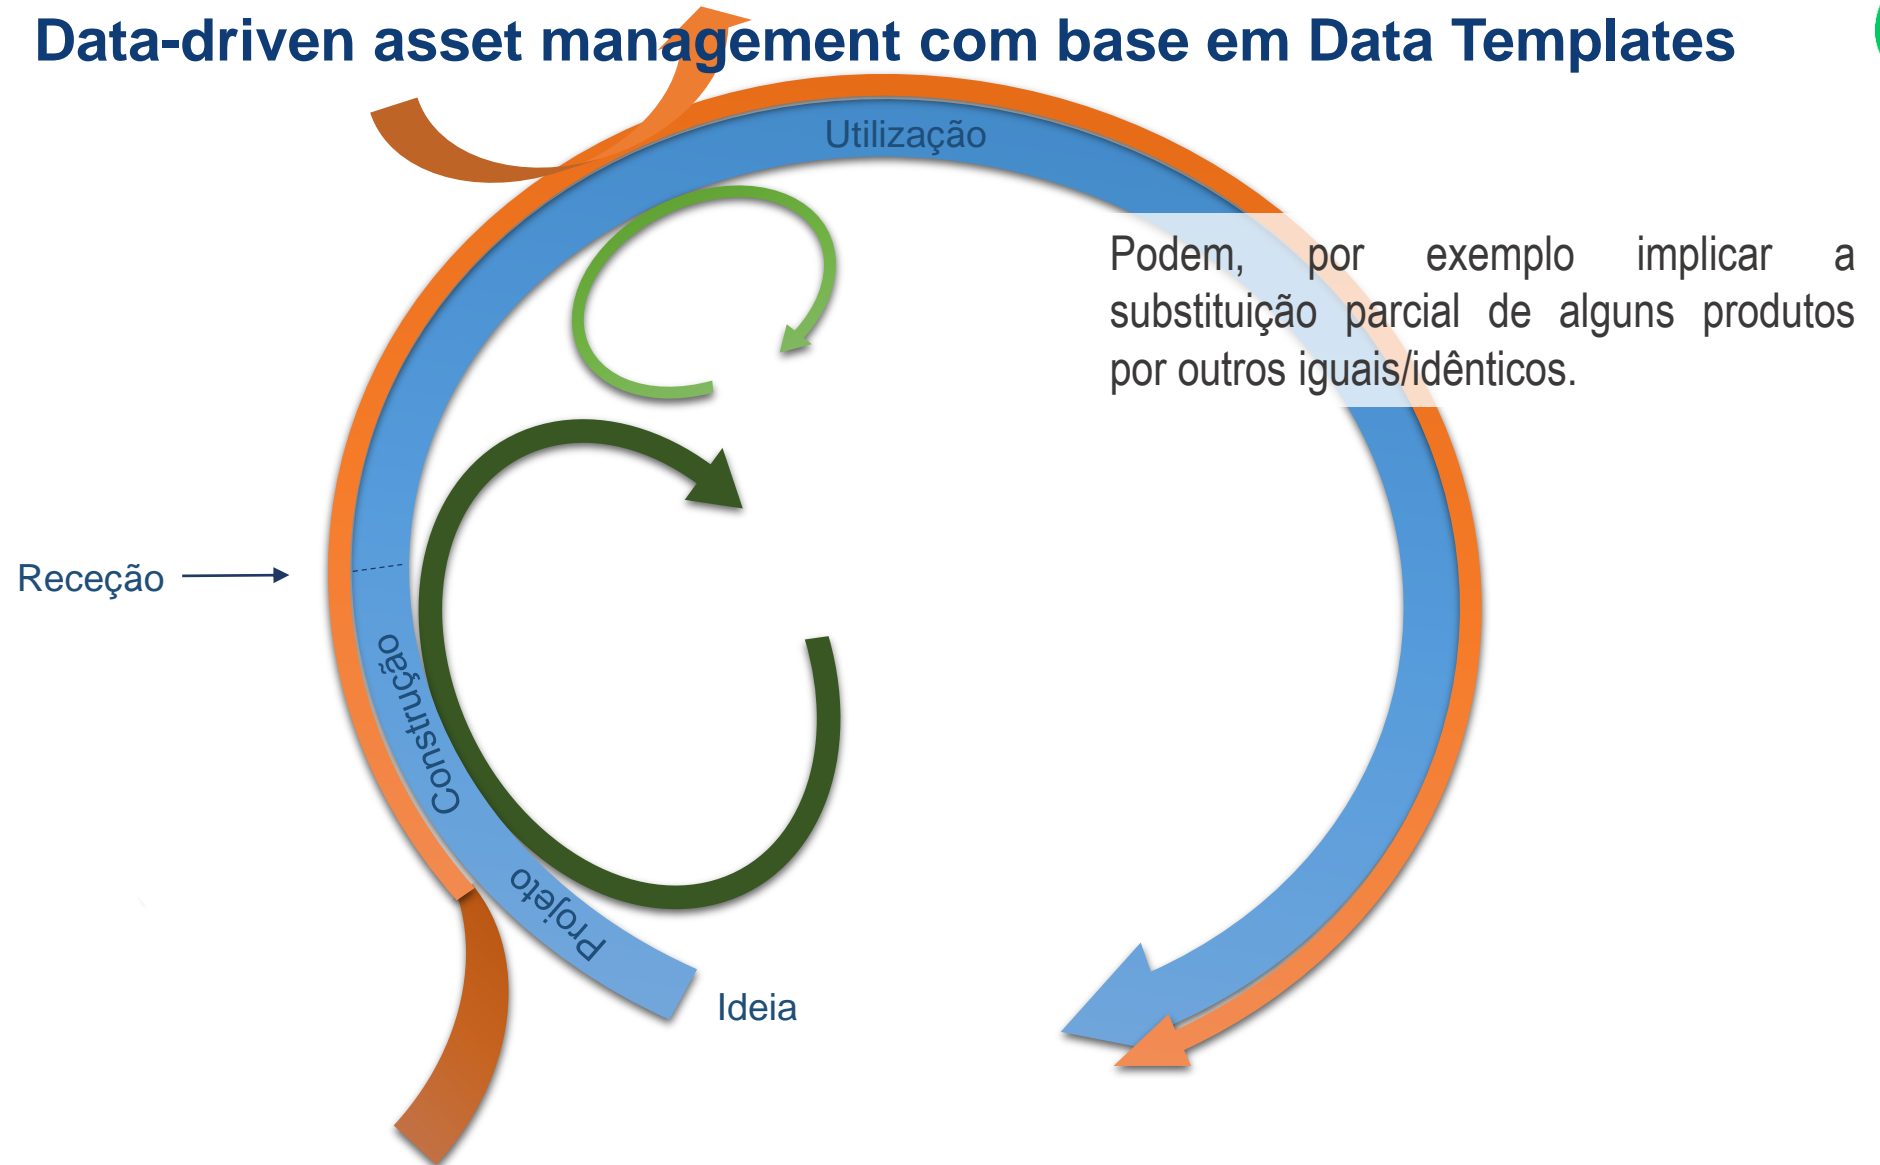 Data-driven asset management com base em Data Templates
Utilização
Podem, por exemplo implicar a
substituição parcial de alguns produtos
por outros iguais/idênticos.
Receção
Construção
Projeto
Ideia